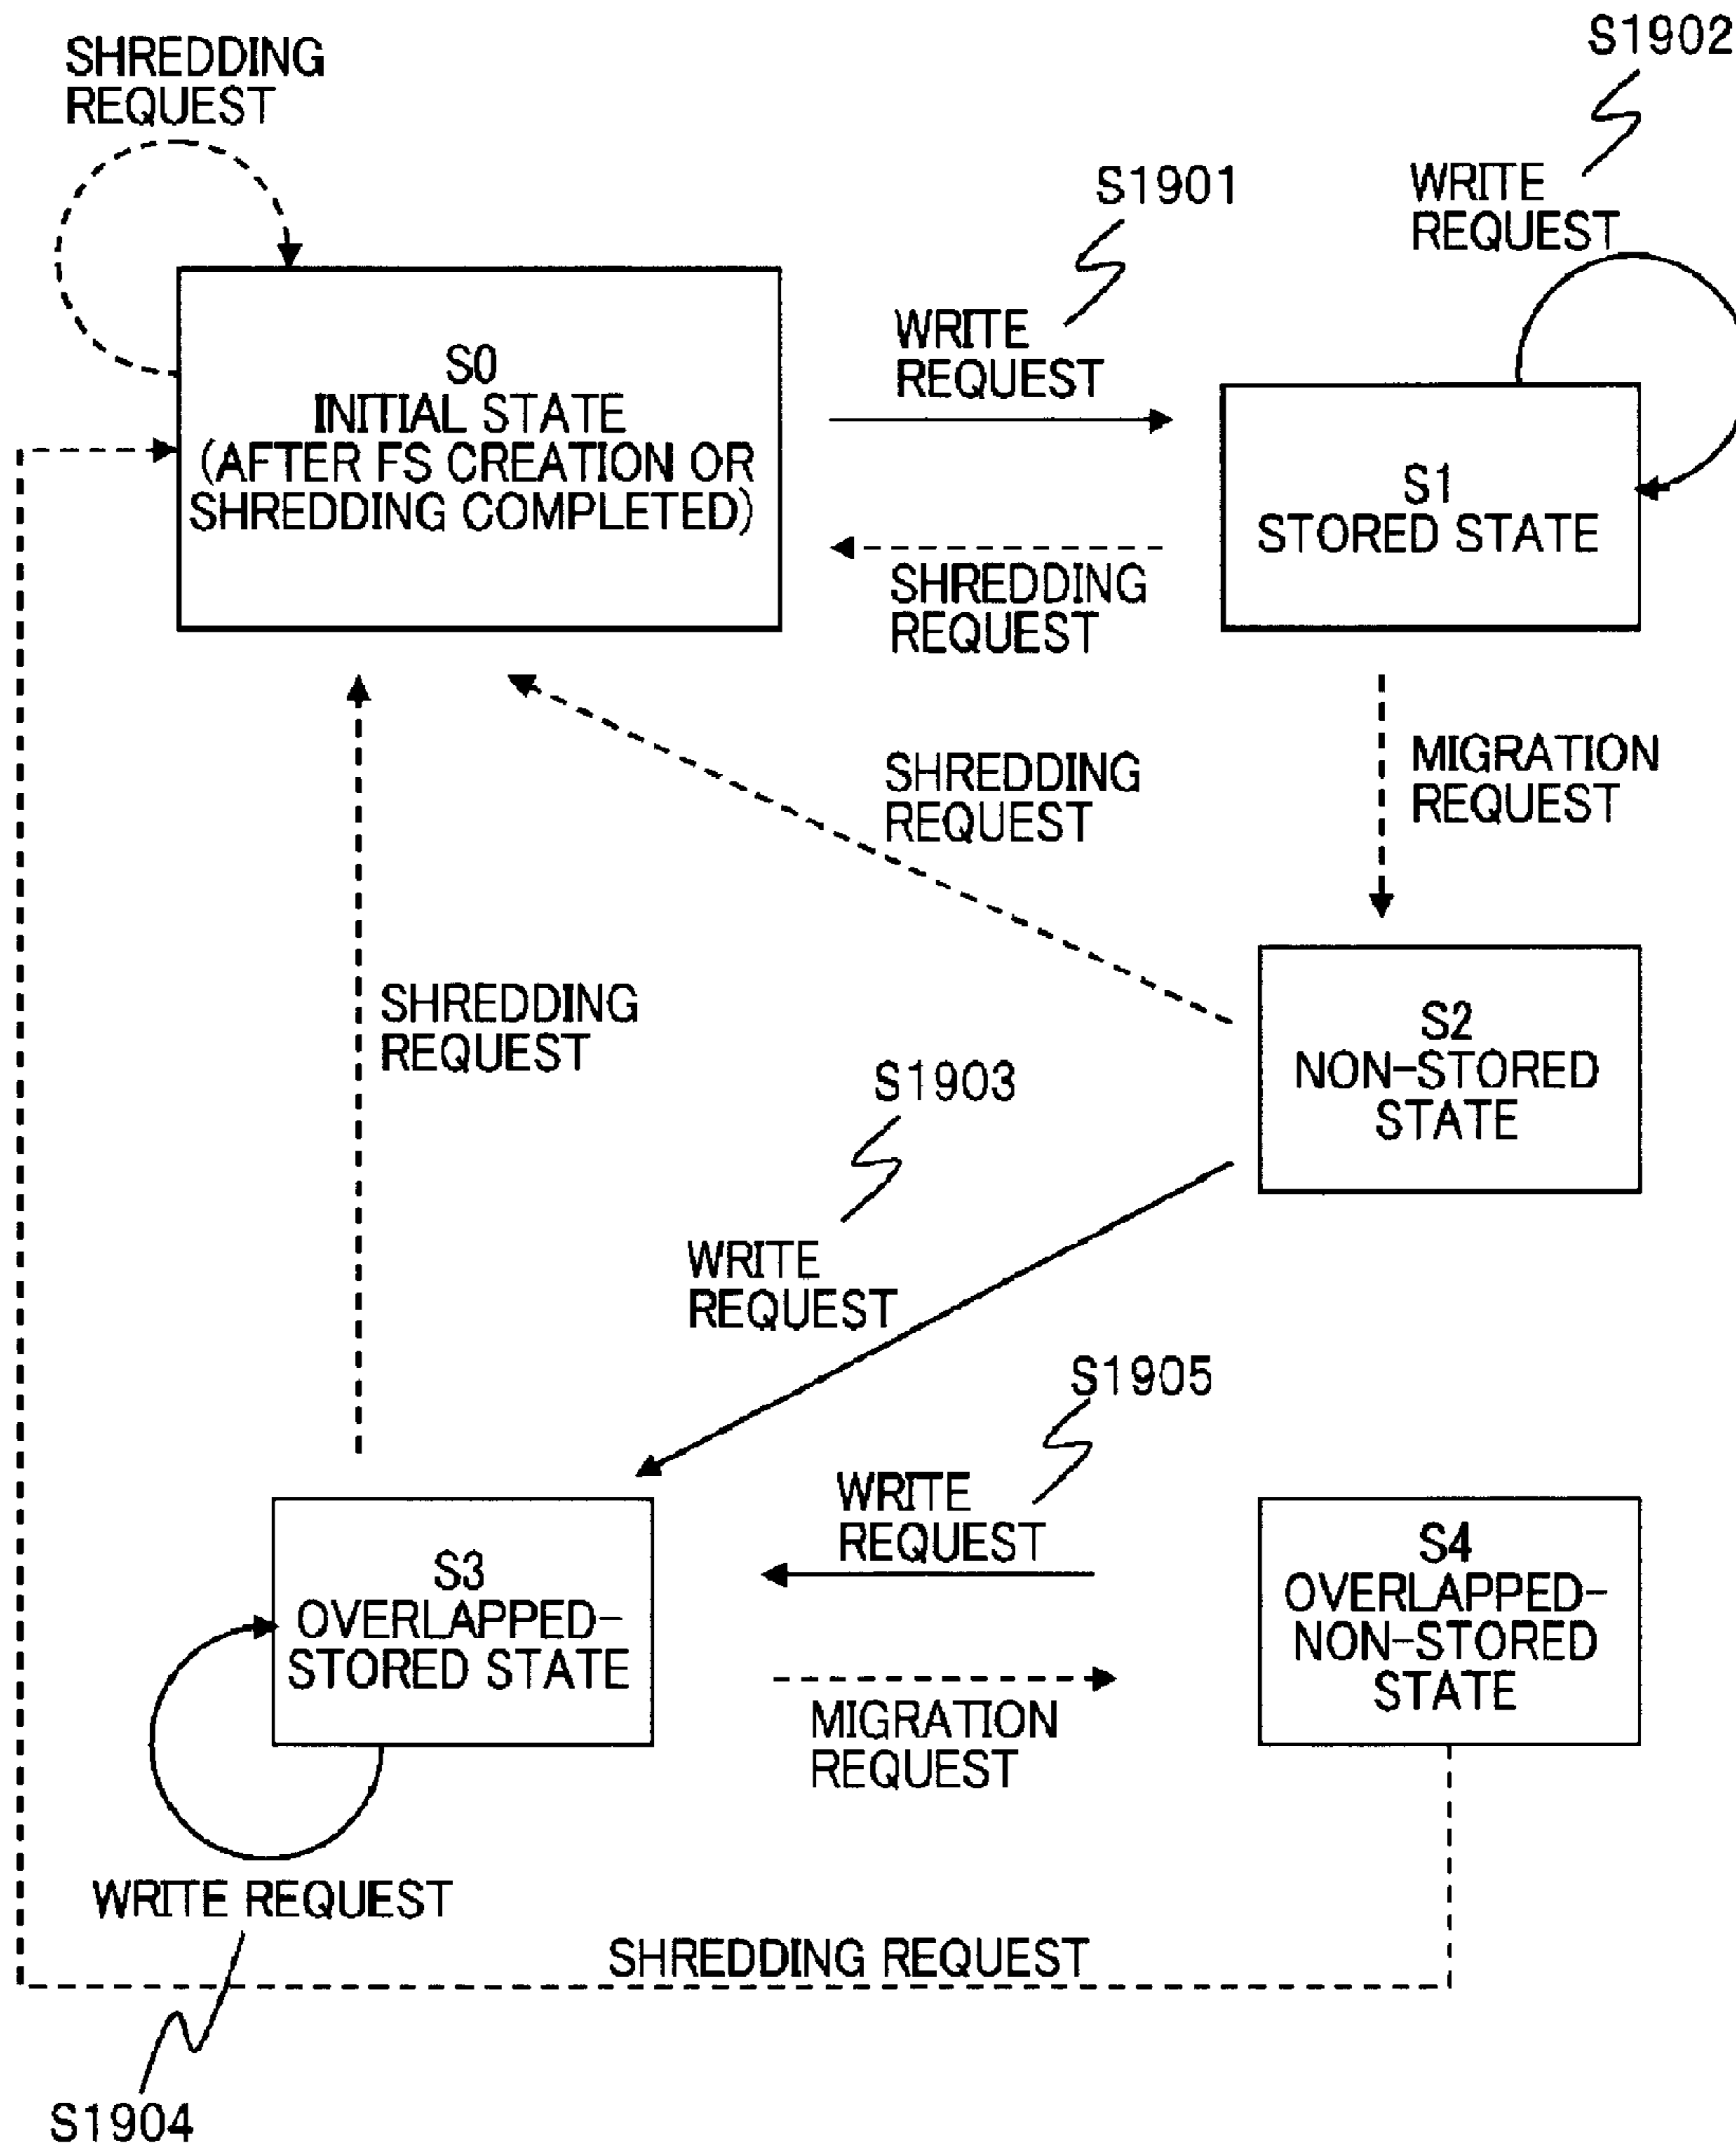 SHREDDING
REQUEST
S1902
S1901
WRITE
REQUEST
WRITE
REQUEST
S0
INITIAL STATE
(AFTER FS CREATION OR
SHREDDING COMPLETED)
S1
STORED STATE
SHREDDING
REQUEST
MIGRATION
REQUEST
SHREDDING
REQUEST
SHREDDING
REQUEST
S2
NON-STORED
STATE
S1903
WRITE
REQUEST
S1905
WRITE
REQUEST
S3
OVERLAPPED-
STORED STATE
S4
OVERLAPPED-
NON-STORED
STATE
MIGRATION
REQUEST
WRITE REQUEST
SHREDDING REQUEST
S1904